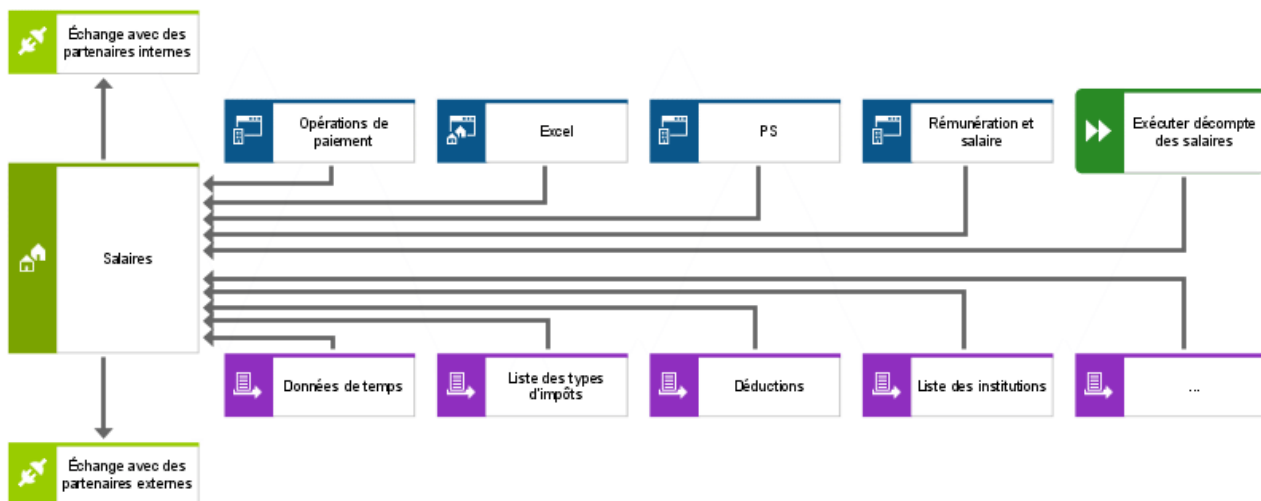 Échange avec des
partenaires internes
Opérations de
paiement
Excel
PS
Rémunération et
salaire
Exécuter décompte
des salaires
Salaires
Données de temps
Liste des types
d'impôts
Déductions
Liste des institutions
...
Échange avec des
partenaires externes